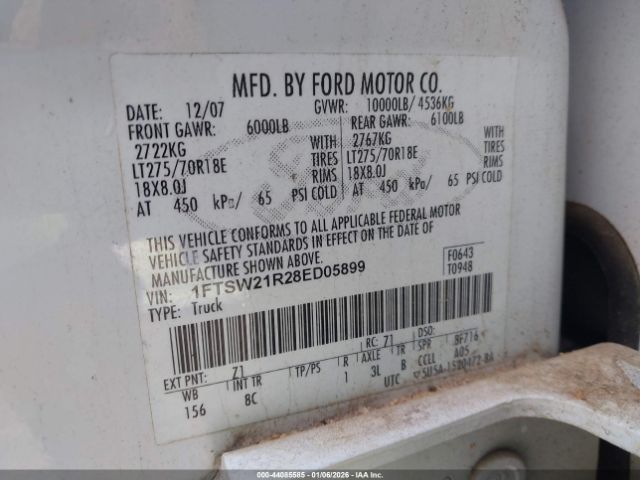 MFD. BY FORD MOTOR CO.
DATE: 12/07 GVWR: 10000LB/ 4536KG
FRONT GAWR: 6000LB REAR GAWR: 6100LB
2722KG WITH 2767KG WITH
LT275/70R18E TIRES LT275/70R18E TIRES
18X8.0J RIMS 18X8.0J RIMS
AT 450 kPa/ 65 PSI COLD AT 450 kPa/ 65 PSI COLD
THIS VEHICLE CONFORMS TO ALL APPLICABLE FEDERAL MOTOR
VEHICLE SAFETY STANDARDS IN EFFECT ON THE DATE OF
MANUFACTURE SHOWN ABOVE.
VIN: 1FTSW21R28ED05899 F0643
TYPE: Truck T0948
EXT PNT: Z1 RC: 71 DSO:
WB INT TR TP/PS R AXLE TR SPR BF716
156 8C 1 3L B CCLL A05
UTC
000-44085585 - 01/06/2026 - IAA Inc.